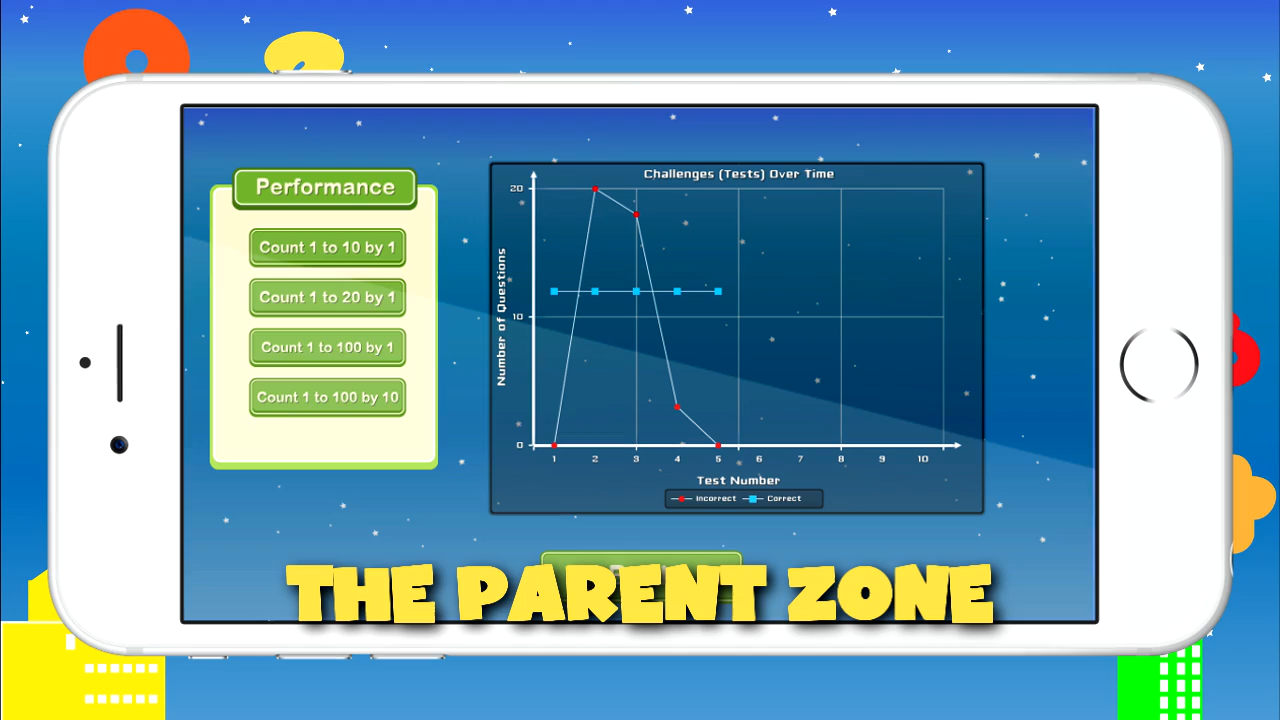 Performance
Count 1 to 10 by 1
Count 1 to 20 by 1
Count 1 to 100 by 1
Count 1 to 100 by 10
Challenges (Tests) Over Time
Number of Questions
20
10
0
1 2 3 4 5 6 7 8 9 10
Test Number
Incorrect Correct
THE PARENT ZONE